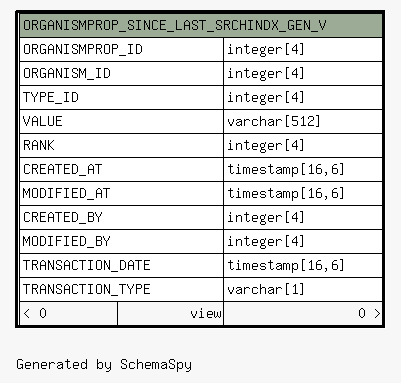 ORGANISMPROP_SINCE_LAST_SRCHINDX_GEN_V
ORGANISMPROP_ID integer[4]
ORGANISM_ID integer[4]
TYPE_ID integer[4]
VALUE varchar[512]
RANK integer[4]
CREATED_AT timestamp[16,6]
MODIFIED_AT timestamp[16,6]
CREATED_BY integer[4]
MODIFIED_BY integer[4]
TRANSACTION_DATE timestamp[16,6]
TRANSACTION_TYPE varchar[1]
< 0 view 0 >
Generated by SchemaSpy